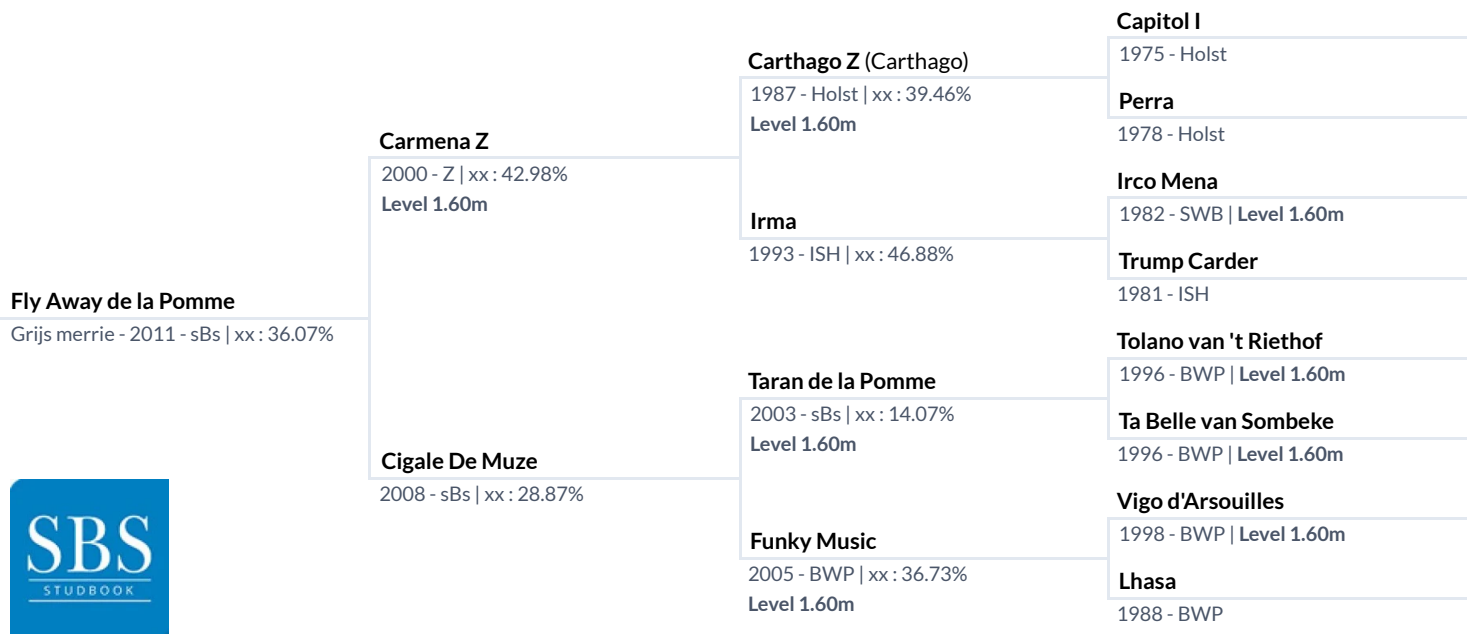 Fly Away de la Pomme
Grijs merrie - 2011 - sBs | xx : 36.07%
Carmena Z
2000 - Z | xx : 42.98%
Level 1.60m
Cigale De Muze
2008 - sBs | xx : 28.87%
Carthago Z (Carthago)
1987 - Holst | xx : 39.46%
Level 1.60m
Irma
1993 - ISH | xx : 46.88%
Taran de la Pomme
2003 - sBs | xx : 14.07%
Level 1.60m
Funky Music
2005 - BWP | xx : 36.73%
Level 1.60m
Capitol I
1975 - Holst
Perra
1978 - Holst
Irco Mena
1982 - SWB | Level 1.60m
Trump Carder
1981 - ISH
Tolano van 't Riethof
1996 - BWP | Level 1.60m
Ta Belle van Sombeke
1996 - BWP | Level 1.60m
Vigo d'Arsouilles
1998 - BWP | Level 1.60m
Lhasa
1988 - BWP
SBS
STUDBOOK